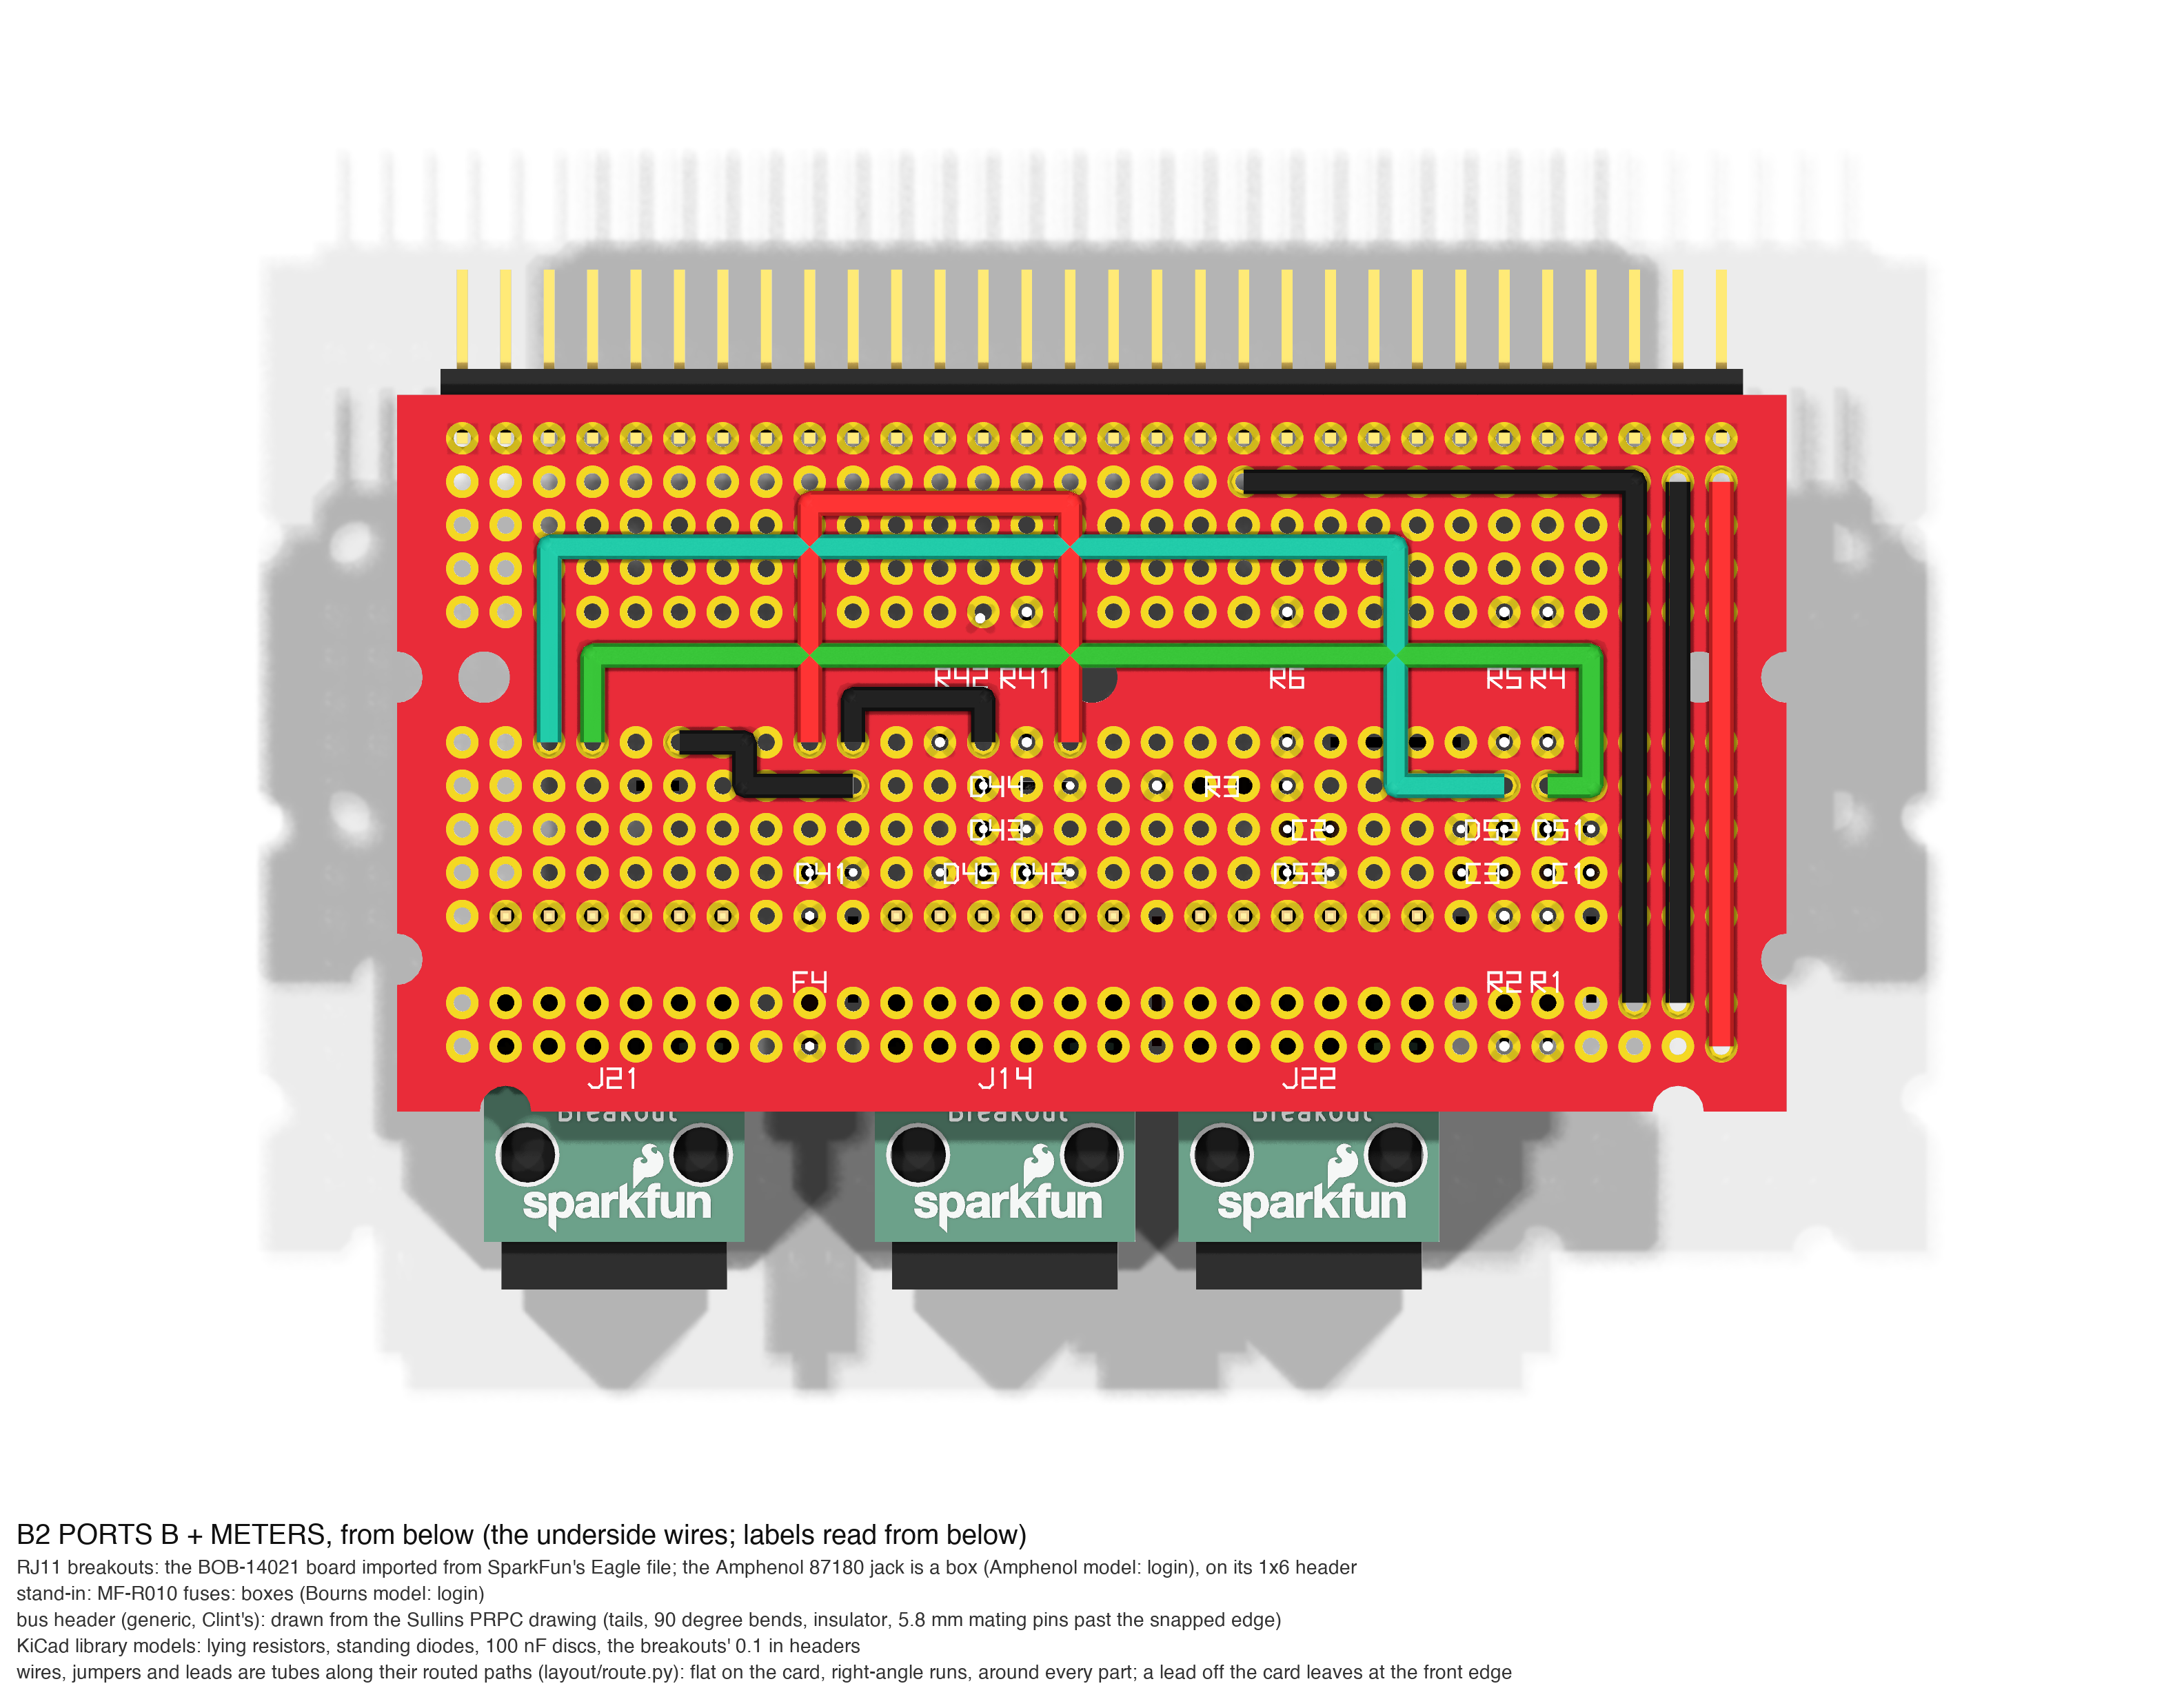 R42 R41 R6 R5 R4
D44 R3
D43 C2 D52 D51
D41 D45 D42 D53 C3 C1
F4 R2 R1
J21 J14 J22
Breakout Breakout Breakout
sparkfun sparkfun sparkfun
B2 PORTS B + METERS, from below (the underside wires; labels read from below)
RJ11 breakouts: the BOB-14021 board imported from SparkFun's Eagle file; the Amphenol 87180 jack is a box (Amphenol model: login), on its 1x6 header
stand-in: MF-R010 fuses: boxes (Bourns model: login)
bus header (generic, Clint's): drawn from the Sullins PRPC drawing (tails, 90 degree bends, insulator, 5.8 mm mating pins past the snapped edge)
KiCad library models: lying resistors, standing diodes, 100 nF discs, the breakouts' 0.1 in headers
wires, jumpers and leads are tubes along their routed paths (layout/route.py): flat on the card, right-angle runs, around every part; a lead off the card leaves at the front edge